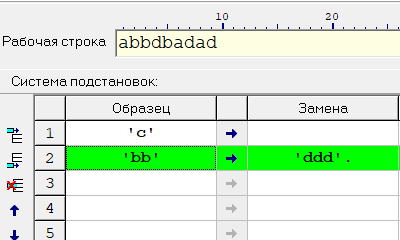 10 20
Рабочая строка abbdbadad
Система подстановок:
Образец Замена
1 'c'
2 'bb' 'ddd'.
3
4
5